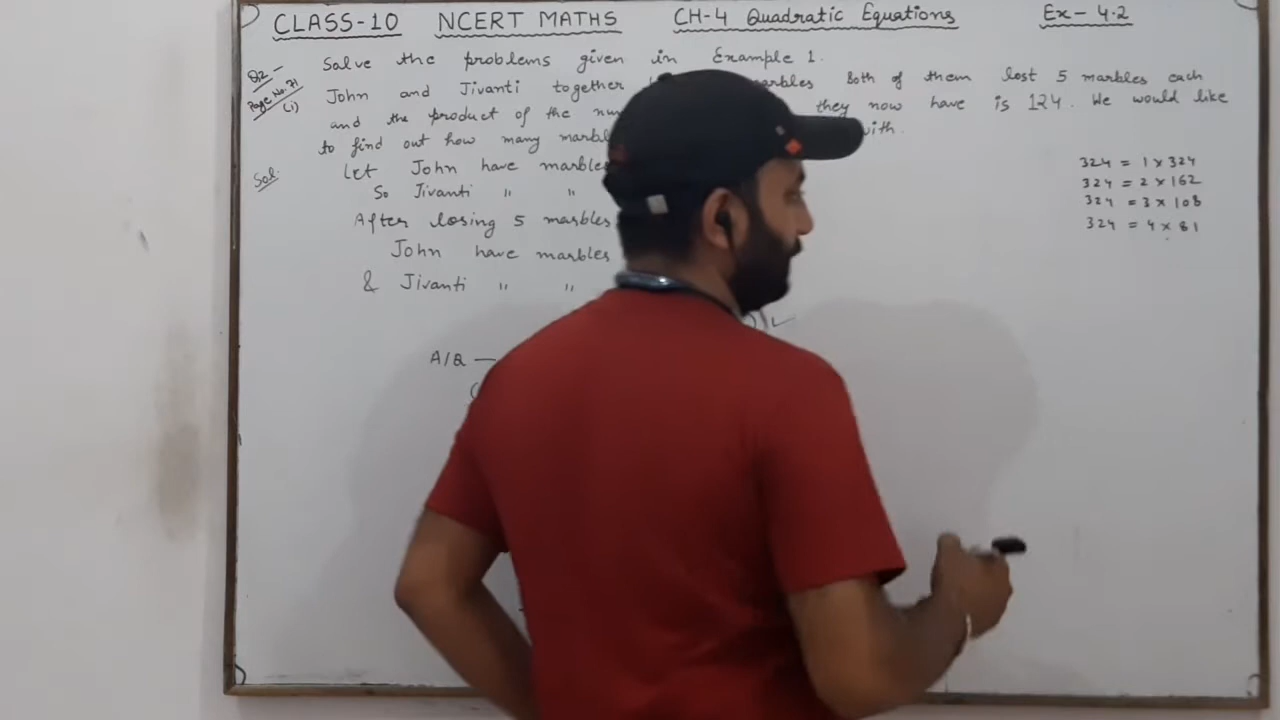 CLASS-10 NCERT MATHS CH-4 Quadratic Equations Ex-4.2
Q2- Solve the problems given in Example 1.
Page No.71
(i) John and Jivanti together marbles Both of them lost 5 marbles each
and the product of the they now have is 124. We would like
to find out how many with.
Sol. Let John have marbles
So Jivanti " "
After losing 5 marbles
John have marbles
& Jivanti " "
A/Q —
324 = 1 x 324
324 = 2 x 162
324 = 3 x 108
324 = 4 x 81